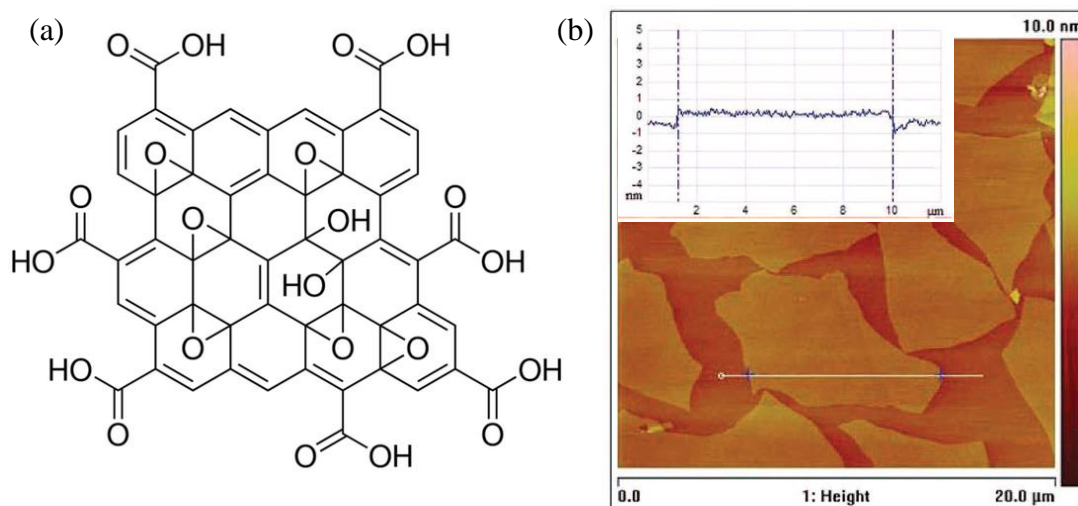 (a)
O OH O OH
O O
O OH
O OH O
HO HO OH
O O O O
HO OH
O O OH O
(b)
10.0 nm
5
4
3
2
1
0
-1
-2
-3
-4
nm 2 4 6 8 10 µm
0.0 1: Height 20.0 µm